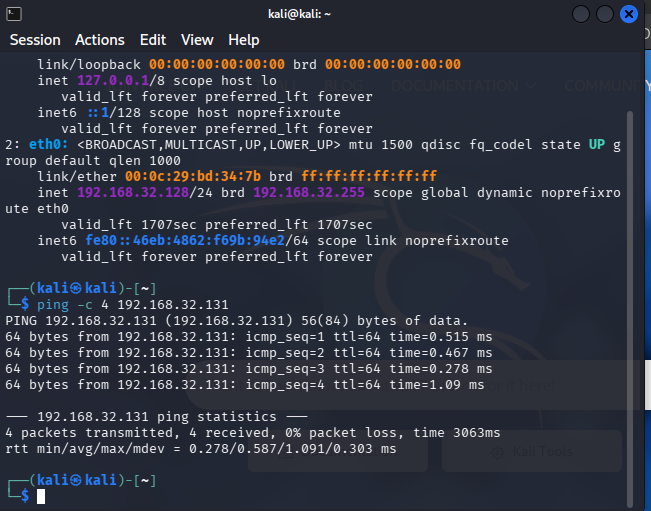 kali@kali: ~
Session Actions Edit View Help
link/loopback 00:00:00:00:00:00 brd 00:00:00:00:00:00
inet 127.0.0.1/8 scope host lo
valid_lft forever preferred_lft forever
inet6 ::1/128 scope host noprefixroute
valid_lft forever preferred_lft forever
2: eth0: <BROADCAST,MULTICAST,UP,LOWER_UP> mtu 1500 qdisc fq_codel state UP g
roup default qlen 1000
link/ether 00:0c:29:bd:34:7b brd ff:ff:ff:ff:ff:ff
inet 192.168.32.128/24 brd 192.168.32.255 scope global dynamic noprefixro
ute eth0
valid_lft 1707sec preferred_lft 1707sec
inet6 fe80::46eb:4862:f69b:94e2/64 scope link noprefixroute
valid_lft forever preferred_lft forever
┌──(kali㉿kali)-[~]
└─$ ping -c 4 192.168.32.131
PING 192.168.32.131 (192.168.32.131) 56(84) bytes of data.
64 bytes from 192.168.32.131: icmp_seq=1 ttl=64 time=0.515 ms
64 bytes from 192.168.32.131: icmp_seq=2 ttl=64 time=0.467 ms
64 bytes from 192.168.32.131: icmp_seq=3 ttl=64 time=0.278 ms
64 bytes from 192.168.32.131: icmp_seq=4 ttl=64 time=1.09 ms
--- 192.168.32.131 ping statistics ---
4 packets transmitted, 4 received, 0% packet loss, time 3063ms
rtt min/avg/max/mdev = 0.278/0.587/1.091/0.303 ms
Kali Tools
┌──(kali㉿kali)-[~]
└─$